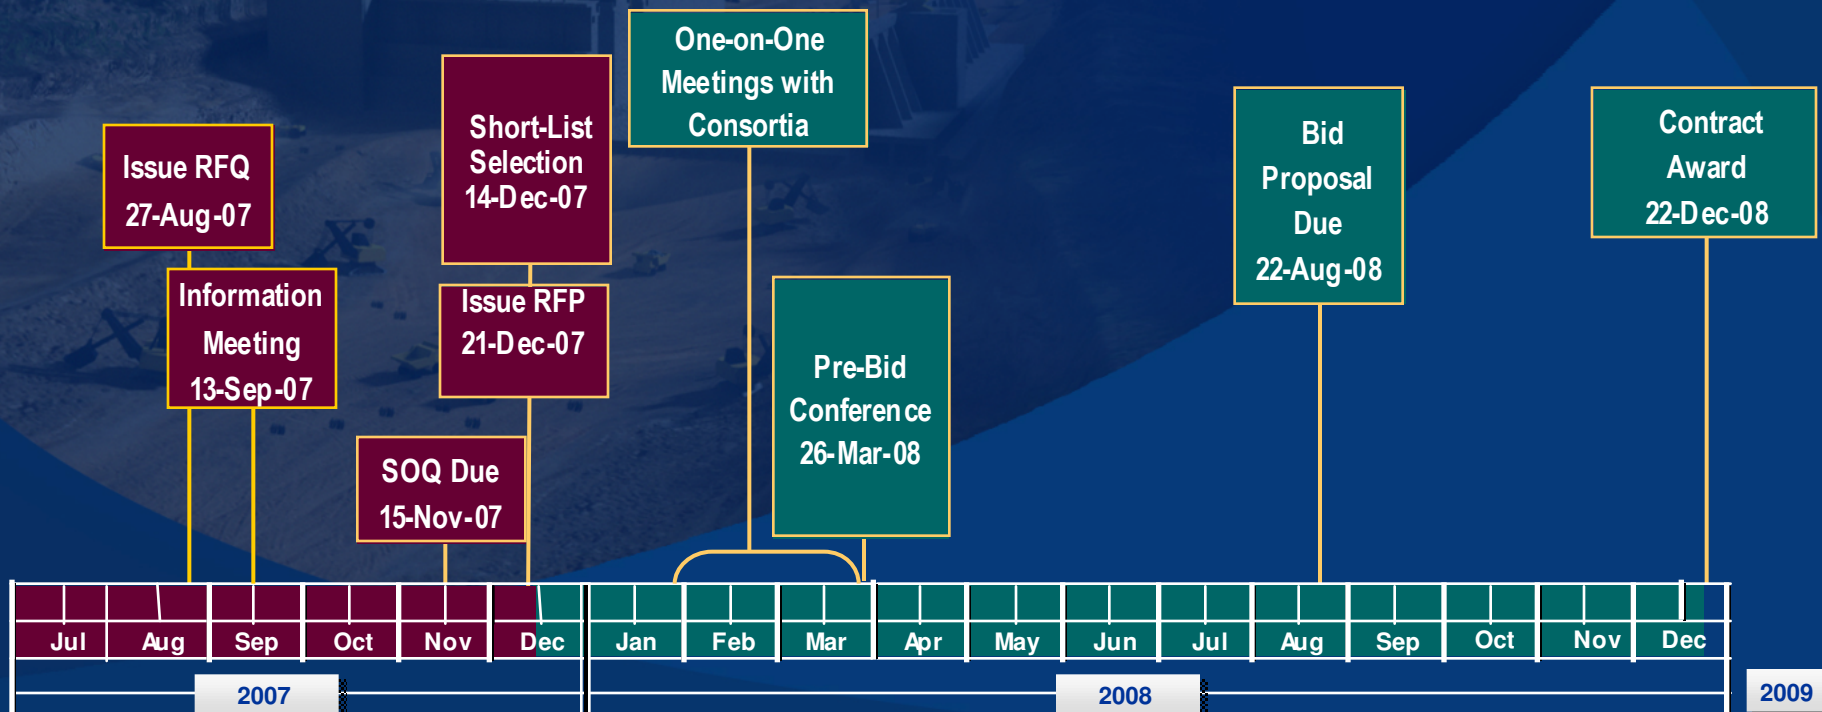 Issue RFQ
27-Aug-07
Information
Meeting
13-Sep-07
SOQ Due
15-Nov-07
Short-List
Selection
14-Dec-07
Issue RFP
21-Dec-07
One-on-One
Meetings with
Consortia
Pre-Bid
Conference
26-Mar-08
Bid
Proposal
Due
22-Aug-08
Contract
Award
22-Dec-08
Jul Aug Sep Oct Nov Dec Jan Feb Mar Apr May Jun Jul Aug Sep Oct Nov Dec
2007 2008 2009